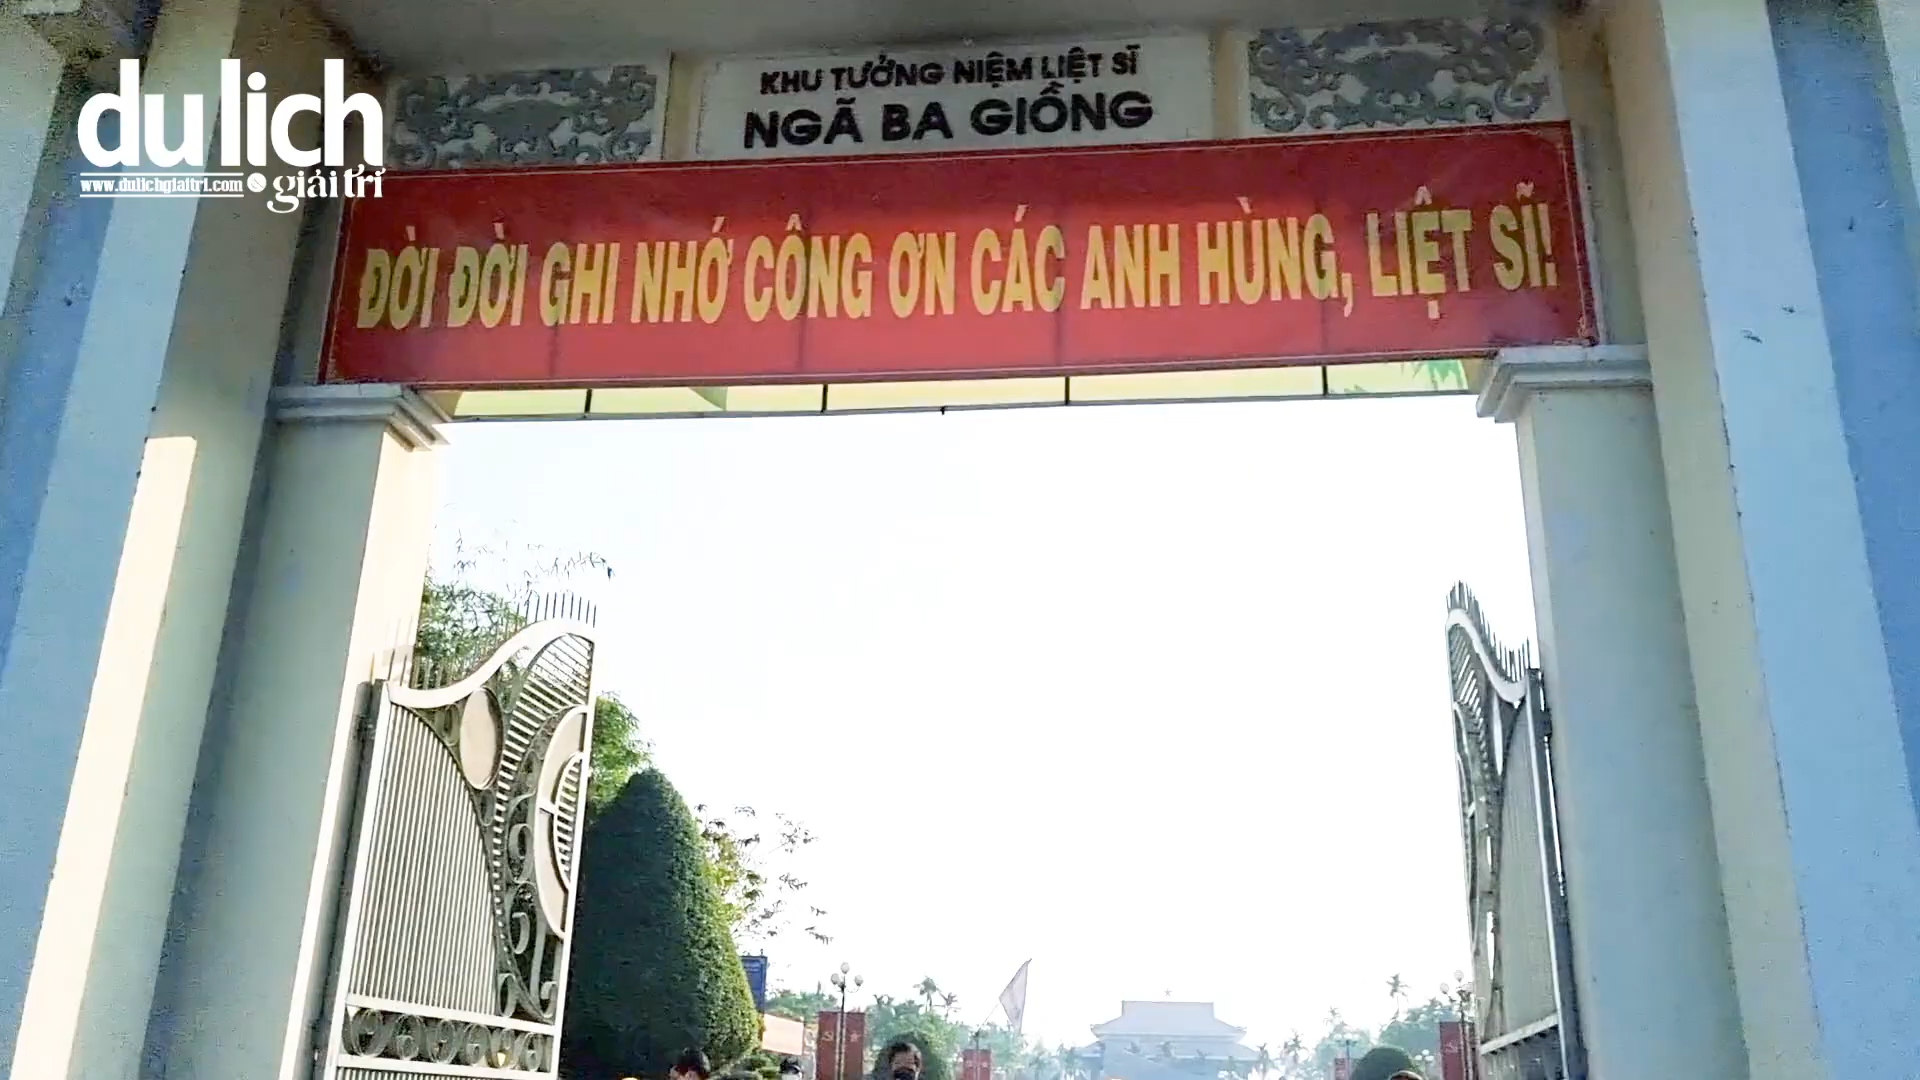 du lịch
www.dulichgiaitri.com giải trí
KHU TƯỞNG NIỆM LIỆT SĨ
NGÃ BA GIỒNG
ĐỜI ĐỜI GHI NHỚ CÔNG ƠN CÁC ANH HÙNG, LIỆT SĨ!